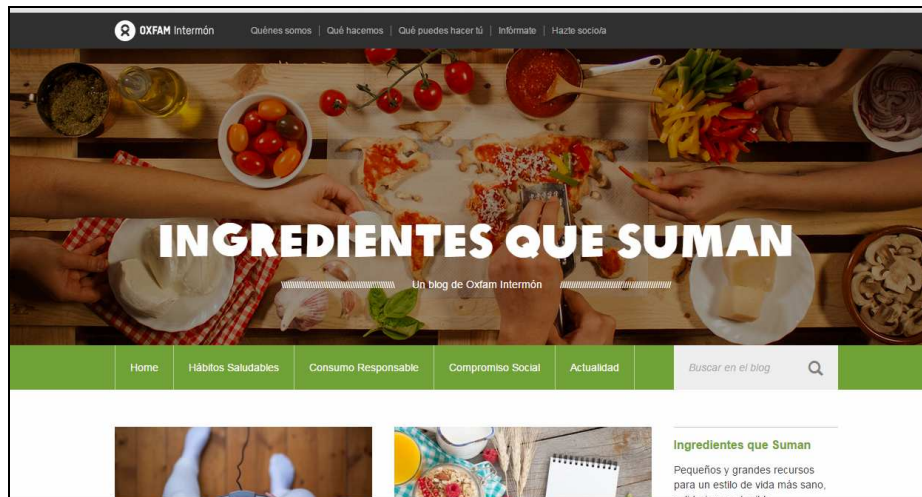 OXFAM Intermón
Quénes somos | Qué hacemos | Qué puedes hacer tú | Infórmate | Hazte socio/a
INGREDIENTES QUE SUMAN
Un blog de Oxfam Intermón
Home
Hábitos Saludables
Consumo Responsable
Compromiso Social
Actualidad
Buscar en el blog
Ingredientes que Suman
Pequeños y grandes recursos
para un estilo de vida más sano,